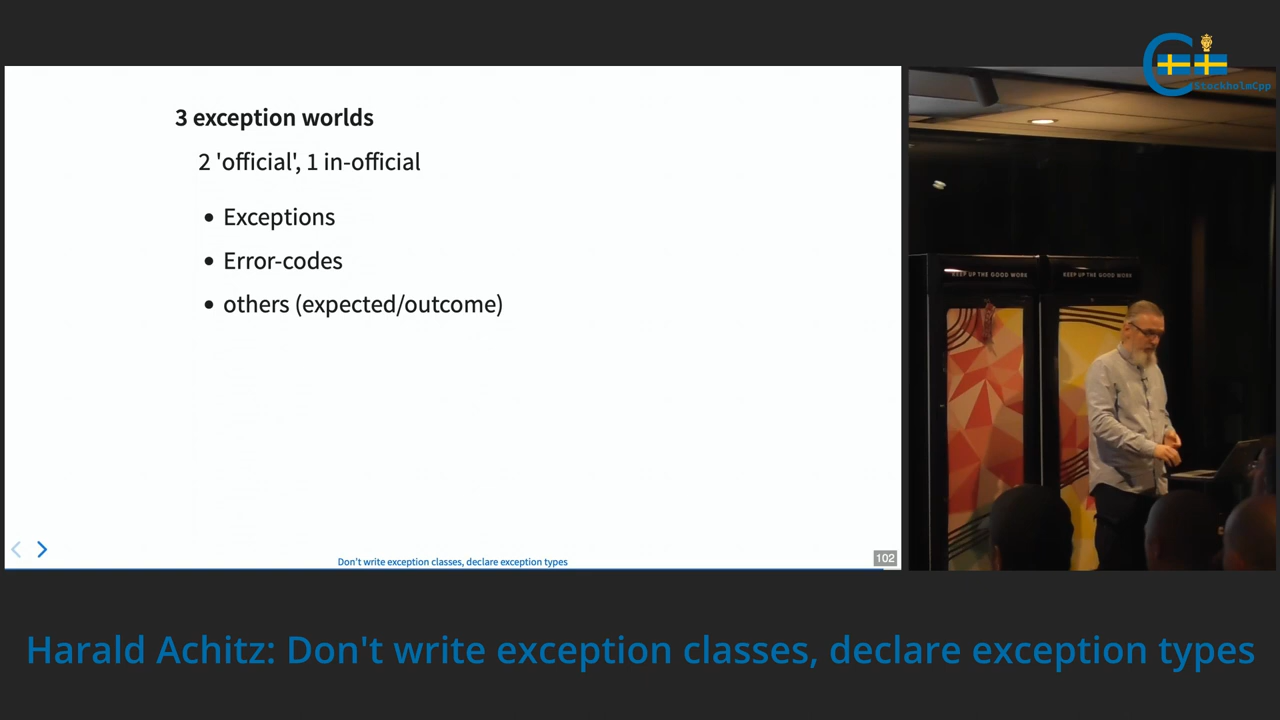 StockholmCpp
3 exception worlds
2 'official', 1 in-official
• Exceptions
• Error-codes
• others (expected/outcome)
KEEP UP THE GOOD WORK
KEEP UP THE GOOD WORK
Don't write exception classes, declare exception types
102
Harald Achitz: Don't write exception classes, declare exception types